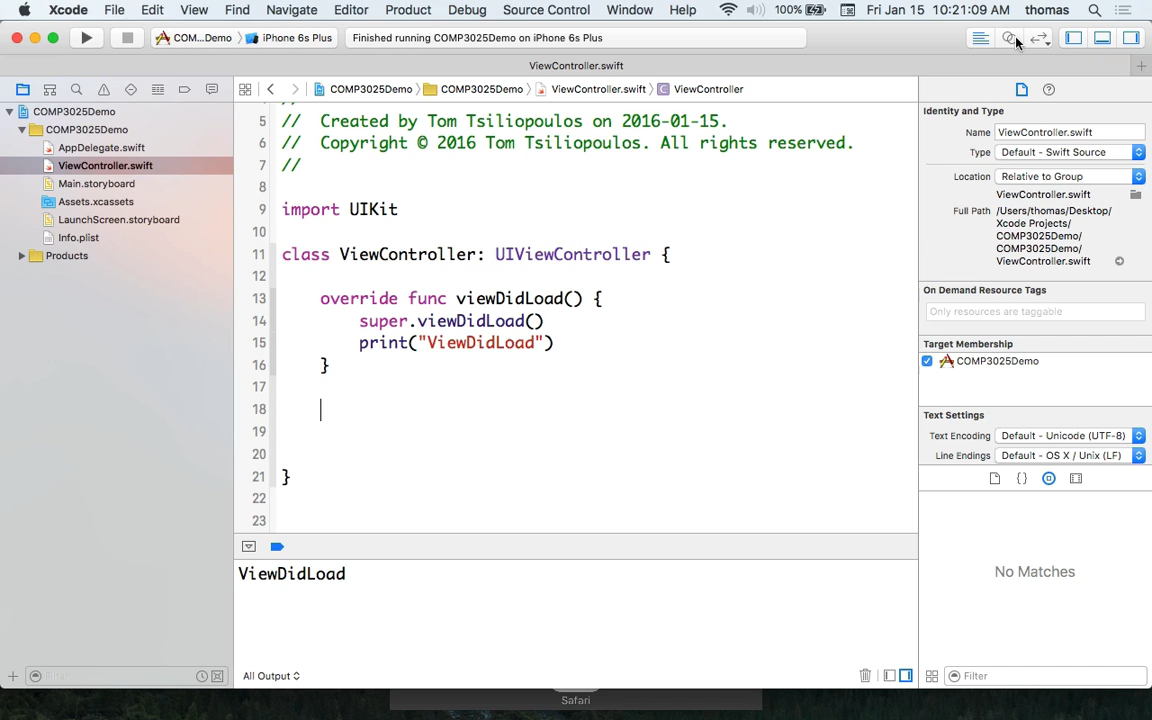 Xcode File Edit View Find Navigate Editor Product Debug Source Control Window Help 100% Fri Jan 15 10:21:09 AM thomas
COM...Demo iPhone 6s Plus Finished running COMP3025Demo on iPhone 6s Plus
ViewController.swift
COMP3025Demo COMP3025Demo ViewController.swift ViewController
COMP3025Demo
COMP3025Demo
AppDelegate.swift
ViewController.swift
Main.storyboard
Assets.xcassets
LaunchScreen.storyboard
Info.plist
Products
5 // Created by Tom Tsiliopoulos on 2016-01-15.
6 // Copyright © 2016 Tom Tsiliopoulos. All rights reserved.
7 //
8
9 import UIKit
10
11 class ViewController: UIViewController {
12
13 override func viewDidLoad() {
14 super.viewDidLoad()
15 print("ViewDidLoad")
16 }
17
18
19
20
21 }
22
23
ViewDidLoad
All Output
Identity and Type
Name ViewController.swift
Type Default - Swift Source
Location Relative to Group
ViewController.swift
Full Path /Users/thomas/Desktop/
Xcode Projects/
COMP3025Demo/
COMP3025Demo/
ViewController.swift
On Demand Resource Tags
Only resources are taggable
Target Membership
COMP3025Demo
Text Settings
Text Encoding Default - Unicode (UTF-8)
Line Endings Default - OS X / Unix (LF)
No Matches
Filter
Filter
Safari